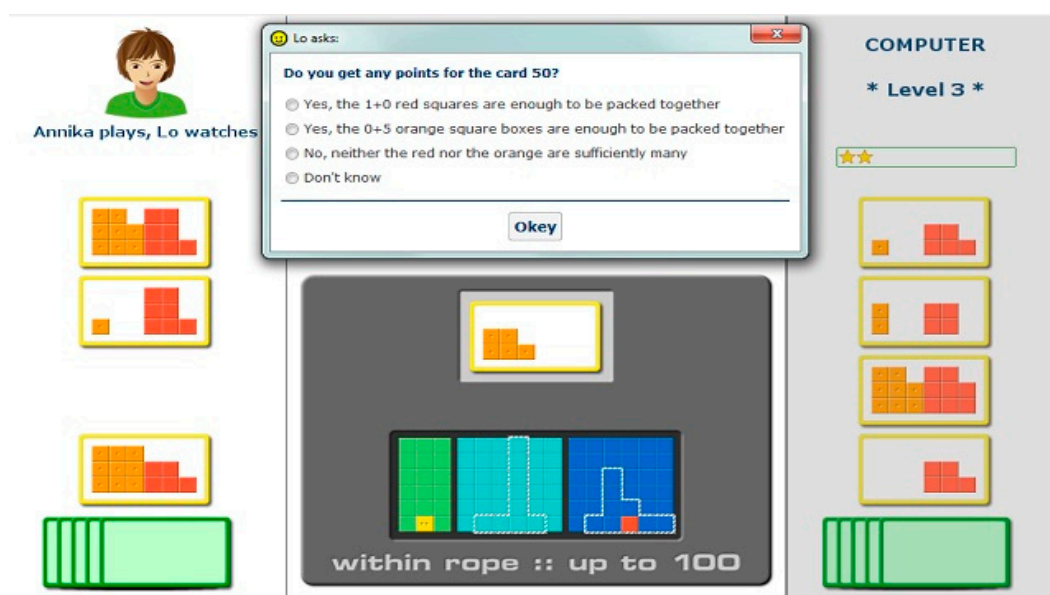 Lo asks:
Do you get any points for the card 50?
Yes, the 1+0 red squares are enough to be packed together
Yes, the 0+5 orange square boxes are enough to be packed together
No, neither the red nor the orange are sufficiently many
Don't know
Okey
Annika plays, Lo watches
COMPUTER
* Level 3 *
within rope :: up to 100